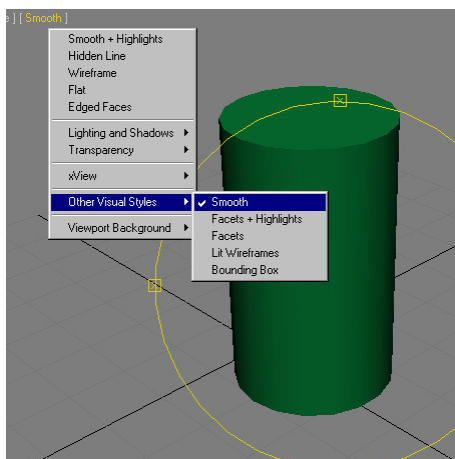 e ] [ Smooth ]
Smooth + Highlights
Hidden Line
Wireframe
Flat
Edged Faces
Lighting and Shadows
Transparency
xView
Other Visual Styles
Smooth
Facets + Highlights
Facets
Lit Wireframes
Bounding Box
Viewport Background